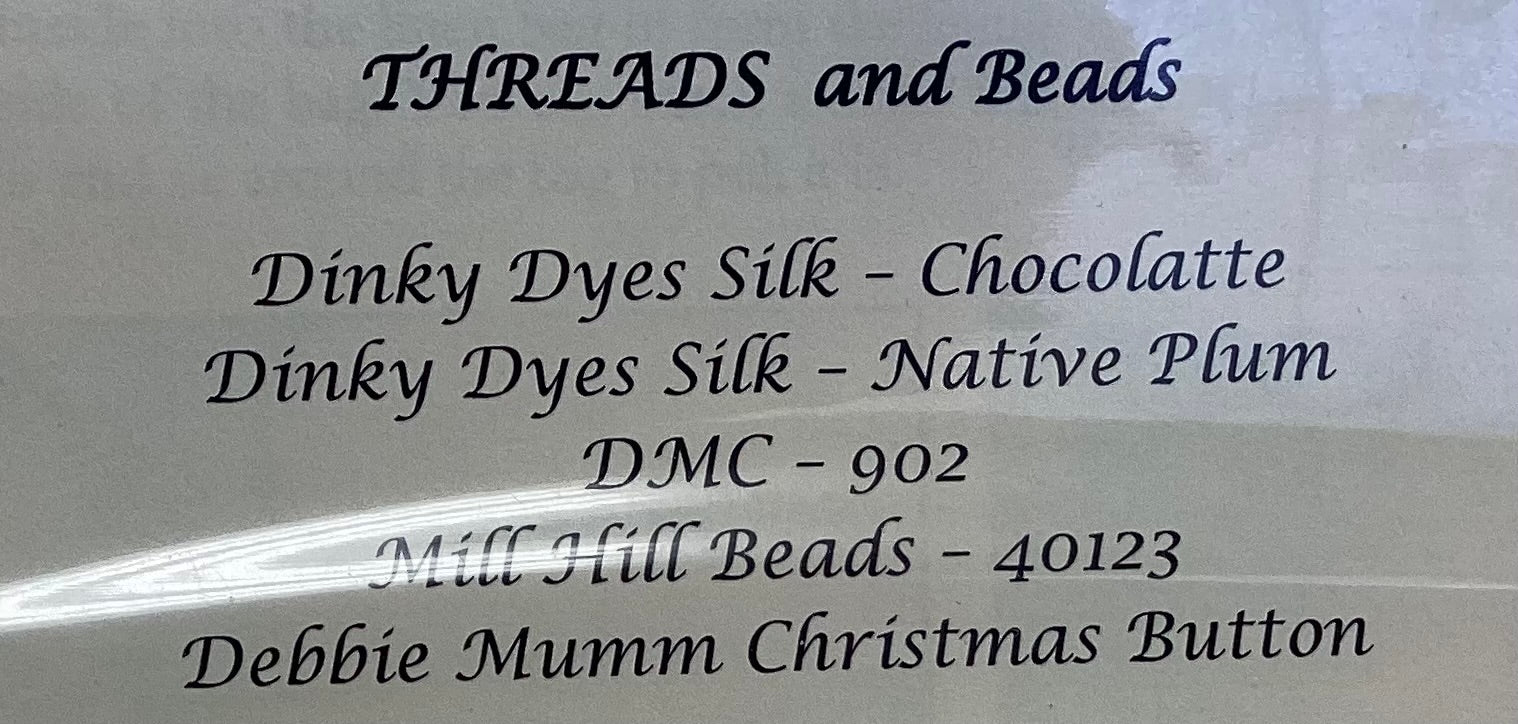 THREADS and Beads
Dinky Dyes Silk – Chocolatte
Dinky Dyes Silk – Native Plum
DMC – 902
Mill Hill Beads – 40123
Debbie Mumm Christmas Button